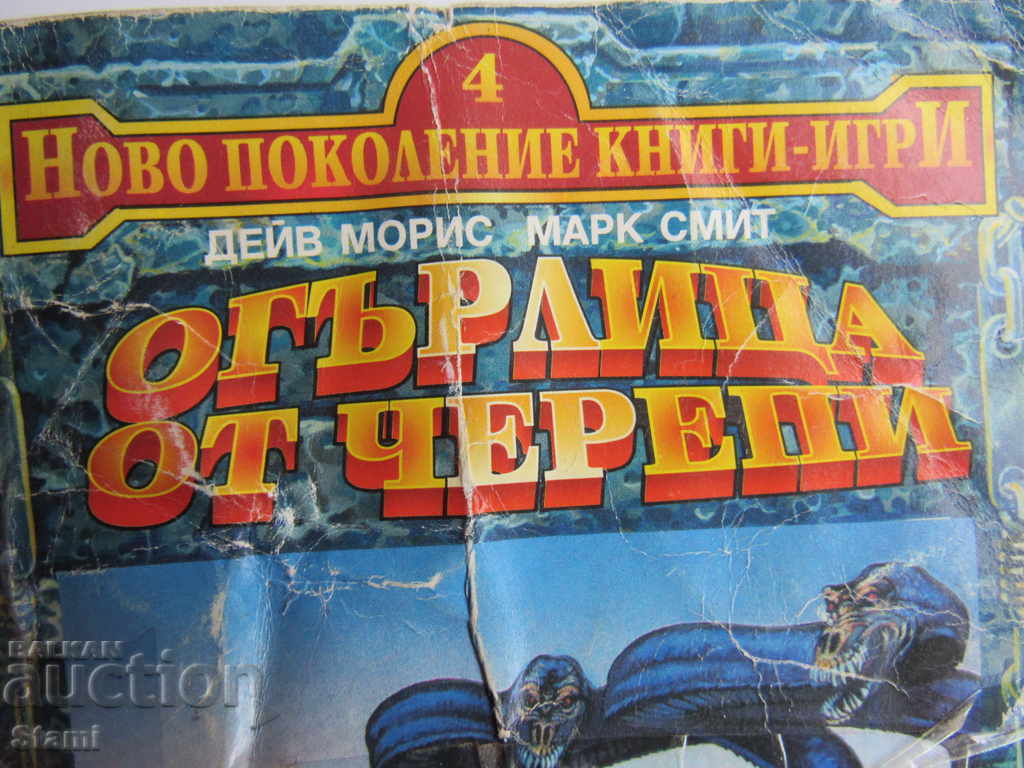 4
НОВО ПОКОЛЕНИЕ КНИГИ-ИГРИ
ДЕЙВ МОРИС МАРК СМИТ
ОГЪРЛИЦА
ОТ ЧЕРЕПИ
BALKAN
auction
Stami